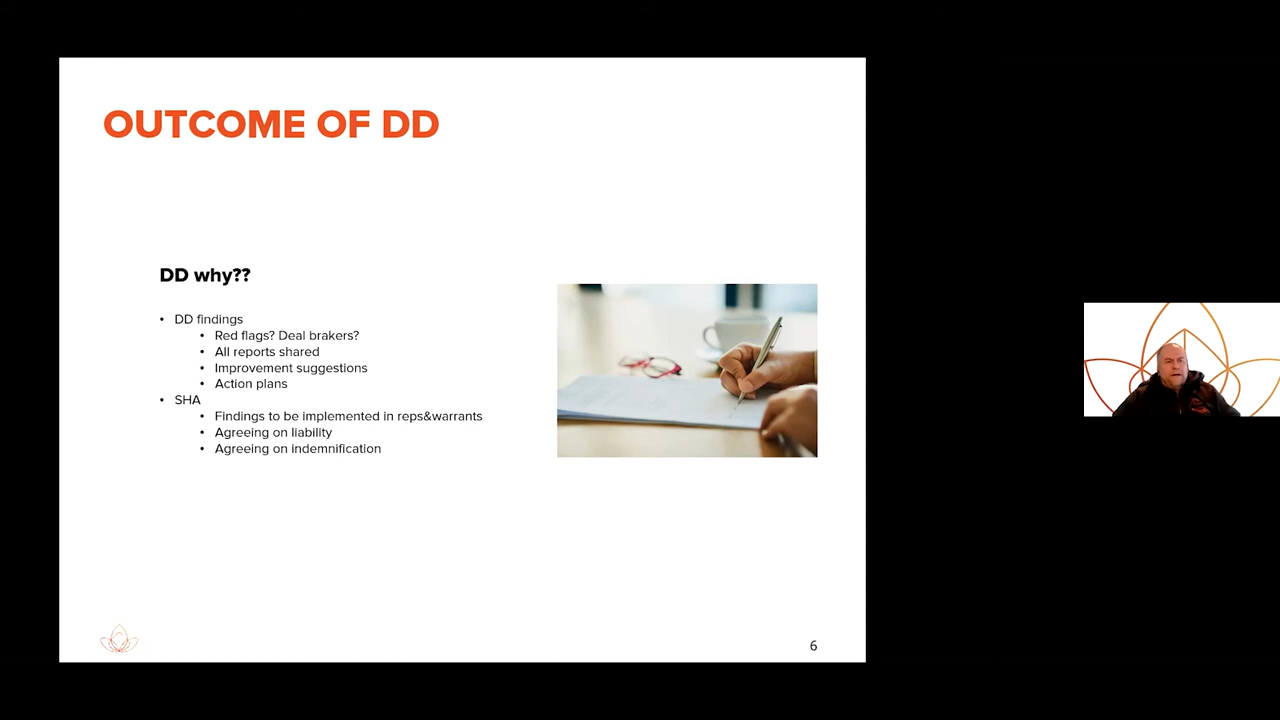 OUTCOME OF DD
DD why??
• DD findings
• Red flags? Deal brakers?
• All reports shared
• Improvement suggestions
• Action plans
• SHA
• Findings to be implemented in reps&warrants
• Agreeing on liability
• Agreeing on indemnification
6